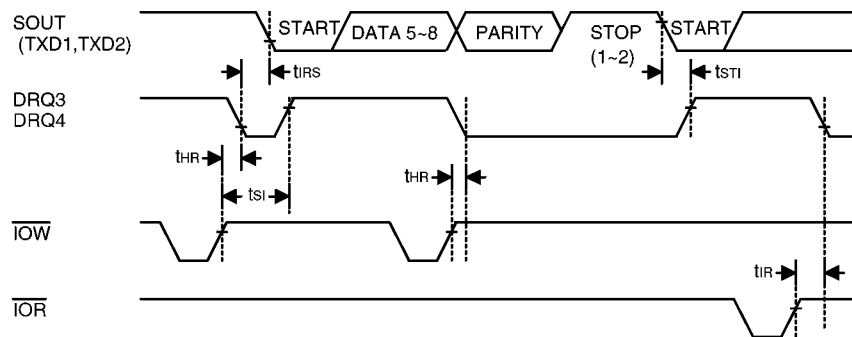 SOUT
(TXD1,TXD2)
START
DATA 5~8
PARITY
STOP
(1~2)
START
tIRS
tSTI
DRQ3
DRQ4
tHR
tHR
tSI
IOW
tIR
IOR